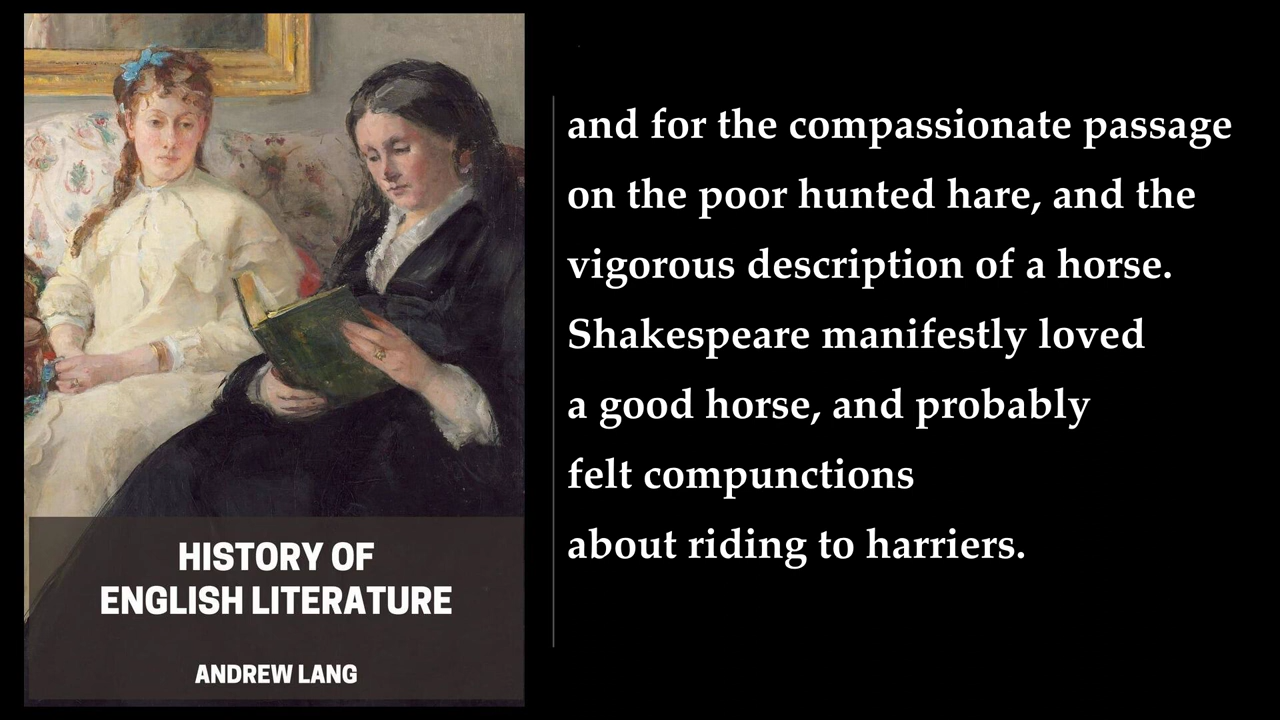 and for the compassionate passage
on the poor hunted hare, and the
vigorous description of a horse.
Shakespeare manifestly loved
a good horse, and probably
felt compunctions
about riding to harriers.
HISTORY OF
ENGLISH LITERATURE
ANDREW LANG